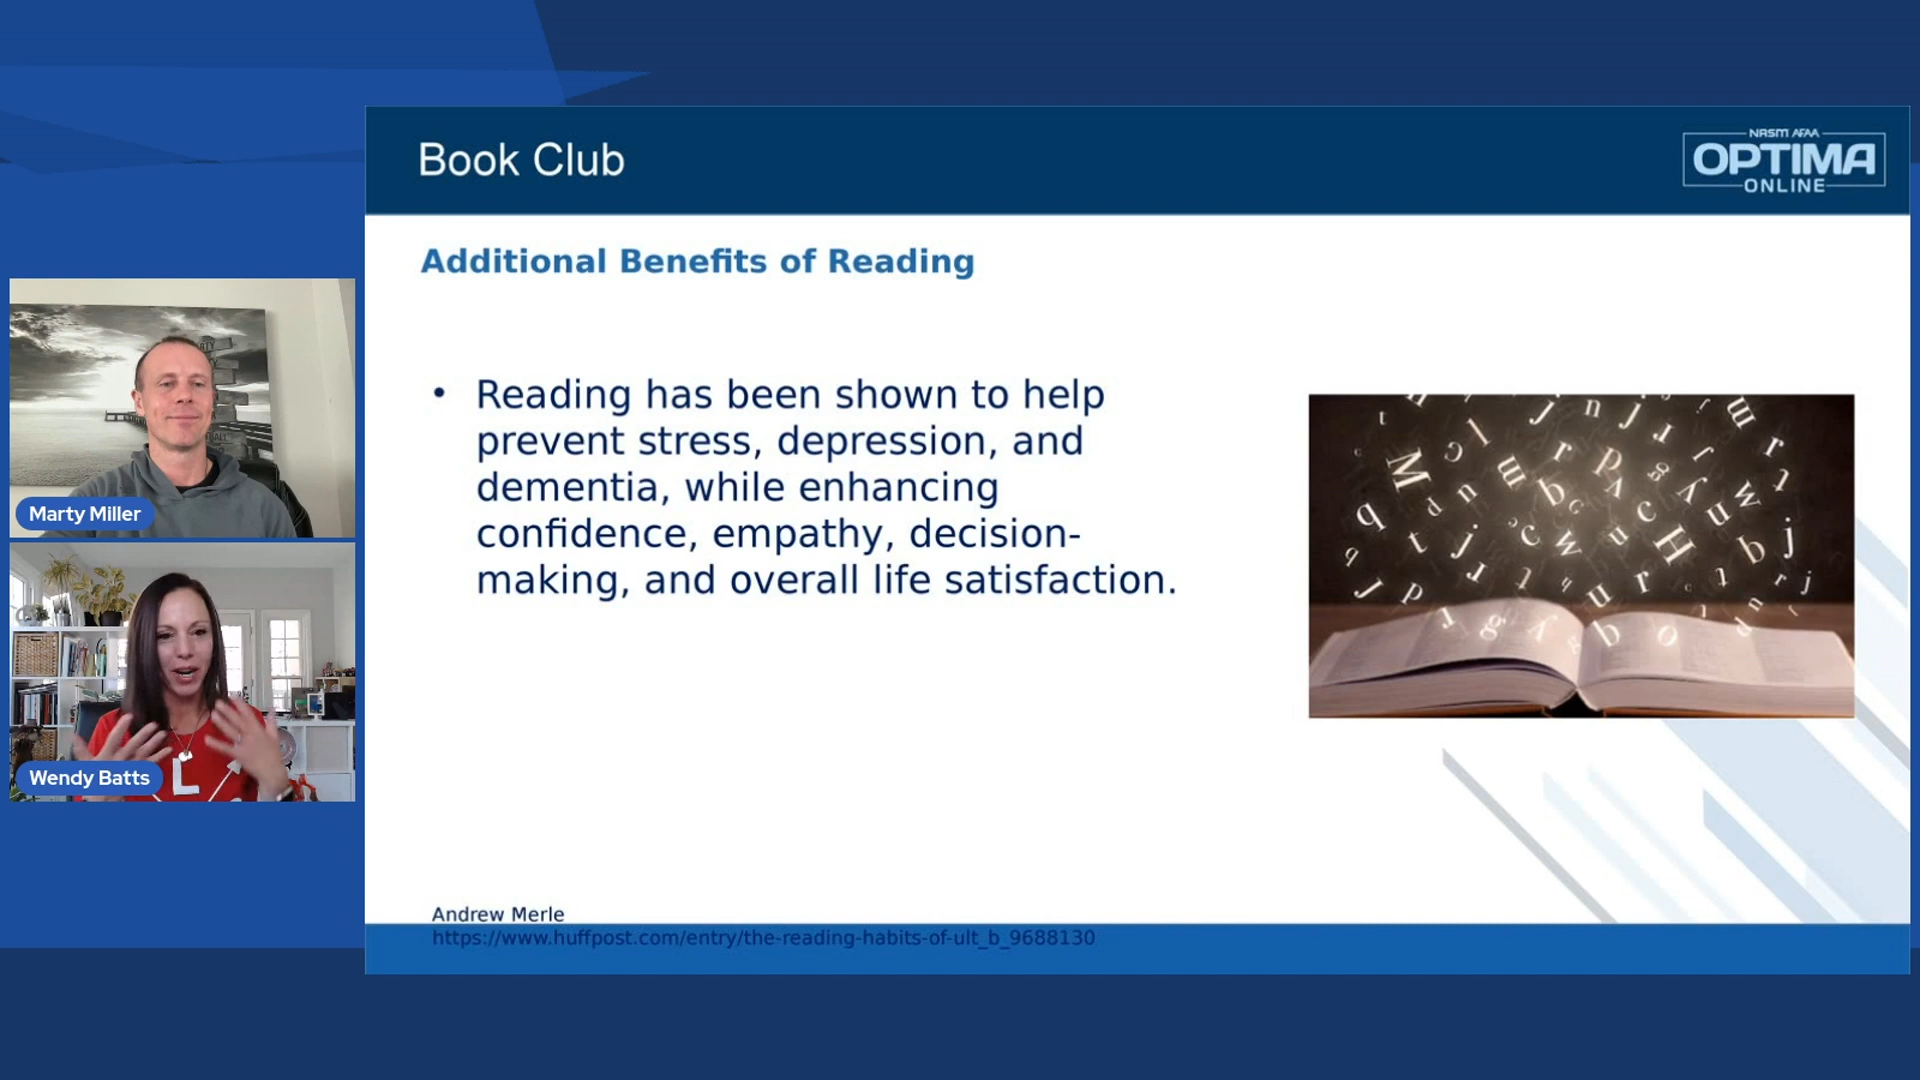 Book Club
NASM AFAA
OPTIMA
ONLINE
Additional Benefits of Reading
• Reading has been shown to help
prevent stress, depression, and
dementia, while enhancing
confidence, empathy, decision-
making, and overall life satisfaction.
Marty Miller
Wendy Batts
L
Andrew Merle
https://www.huffpost.com/entry/the-reading-habits-of-ult_b_9688130